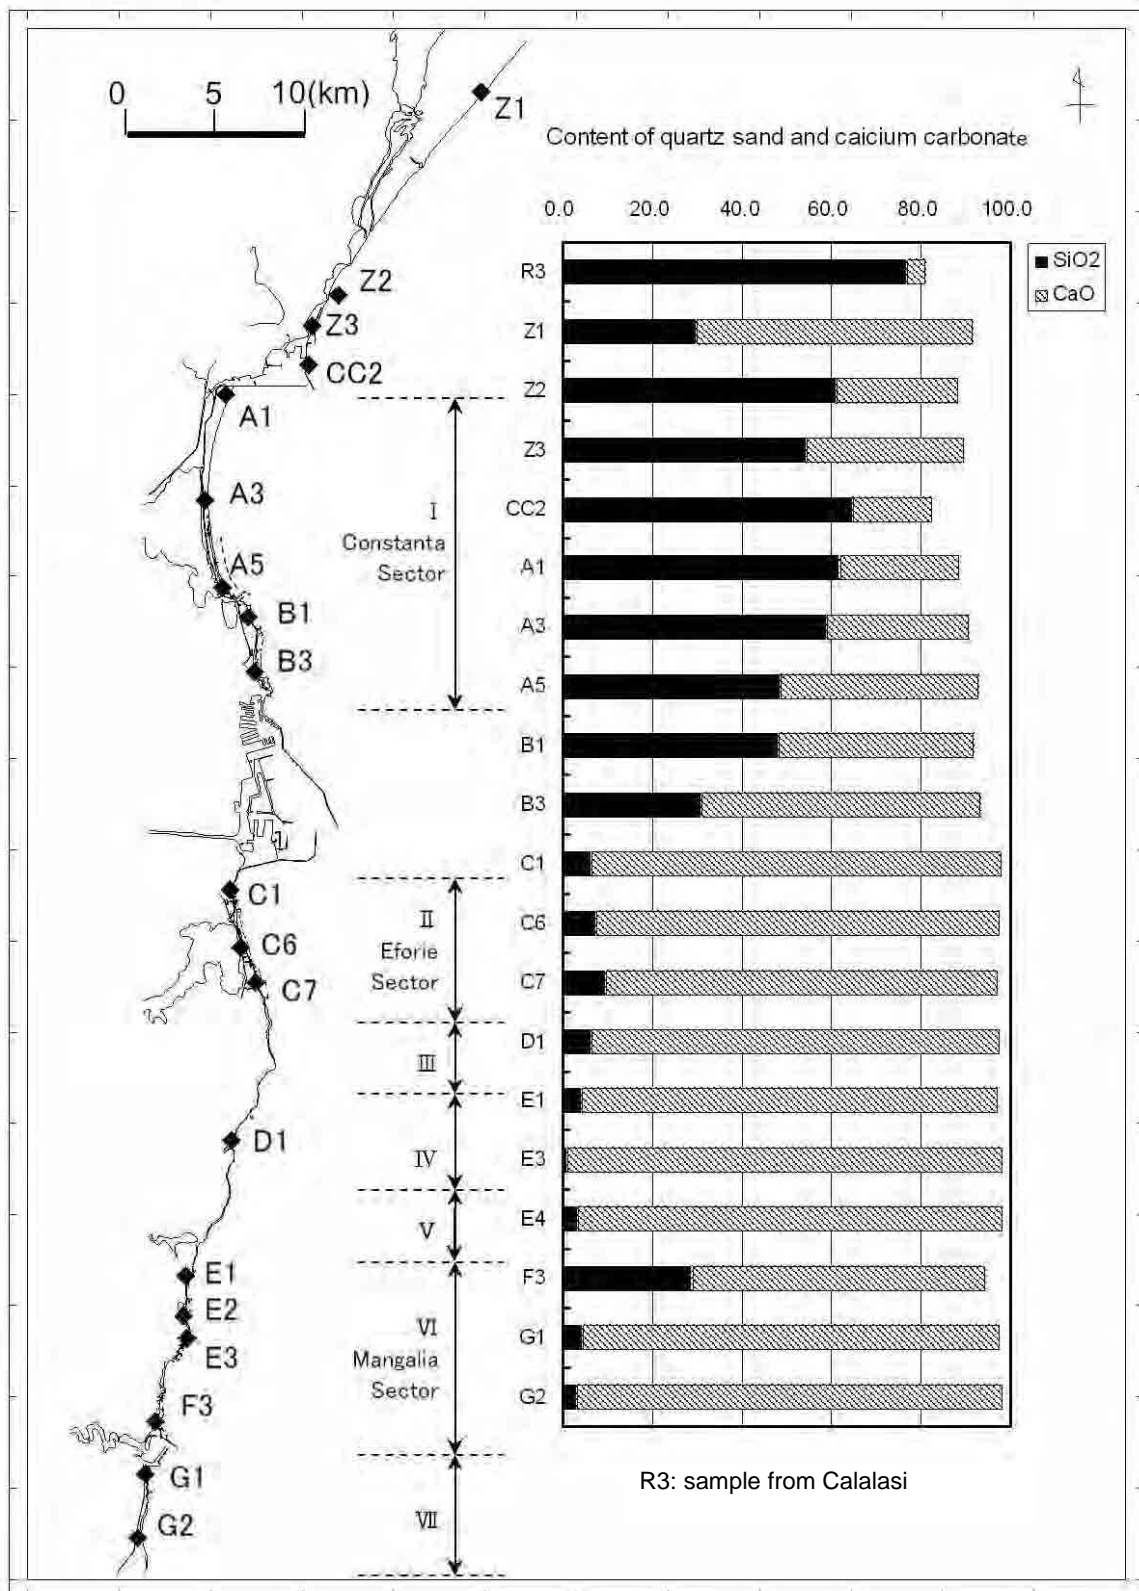 0 5 10(km)
Z1
Z2
Z3
CC2
A1
A3
A5
B1
B3
C1
C6
C7
D1
E1
E2
E3
F3
G1
G2
I
Constanta
Sector
II
Eforie
Sector
III
IV
V
VI
Mangalia
Sector
VII
Content of quartz sand and caicium carbonate
0.0 20.0 40.0 60.0 80.0 100.0
SiO2
CaO
R3
Z1
Z2
Z3
CC2
A1
A3
A5
B1
B3
C1
C6
C7
D1
E1
E3
E4
F3
G1
G2
R3: sample from Calalasi